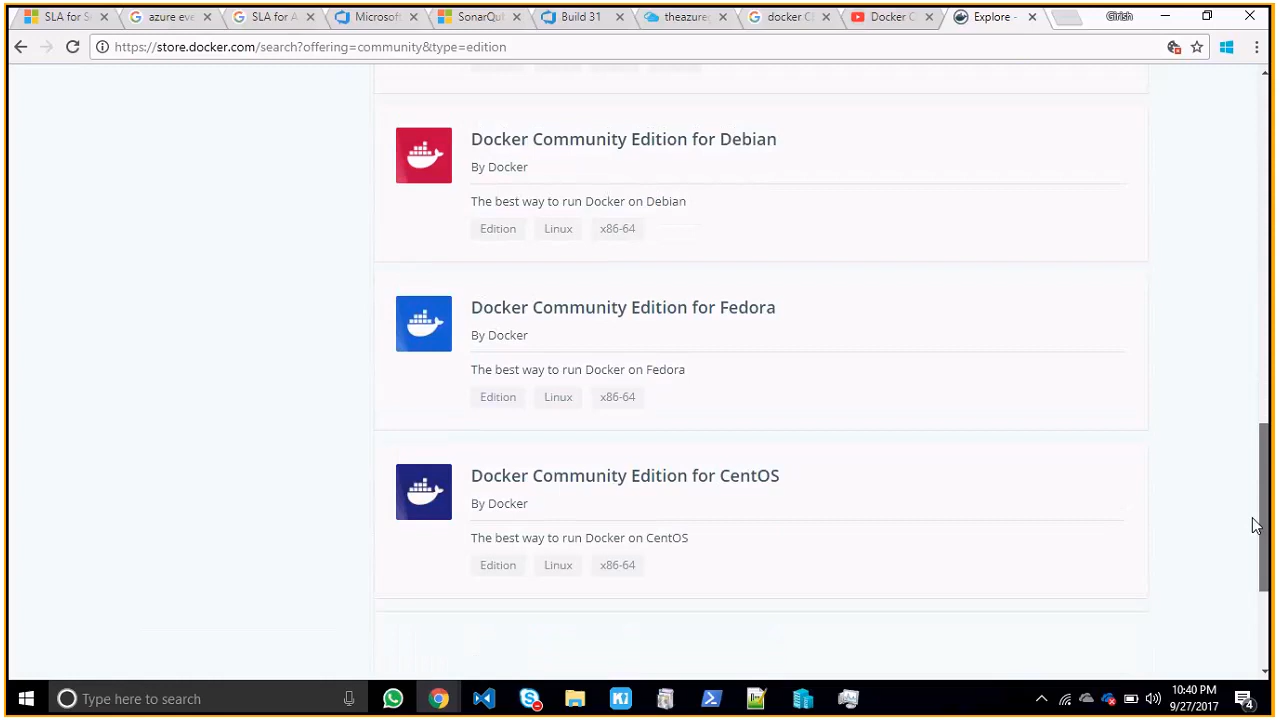 SLA for S
azure eve
SLA for A
Microsoft
SonarQu
Build 31
theazure
docker C
Docker C
Explore -
Girish
https://store.docker.com/search?offering=community&type=edition
Docker Community Edition for Debian
By Docker
The best way to run Docker on Debian
Edition Linux x86-64
Docker Community Edition for Fedora
By Docker
The best way to run Docker on Fedora
Edition Linux x86-64
Docker Community Edition for CentOS
By Docker
The best way to run Docker on CentOS
Edition Linux x86-64
Type here to search
10:40 PM
9/27/2017
4